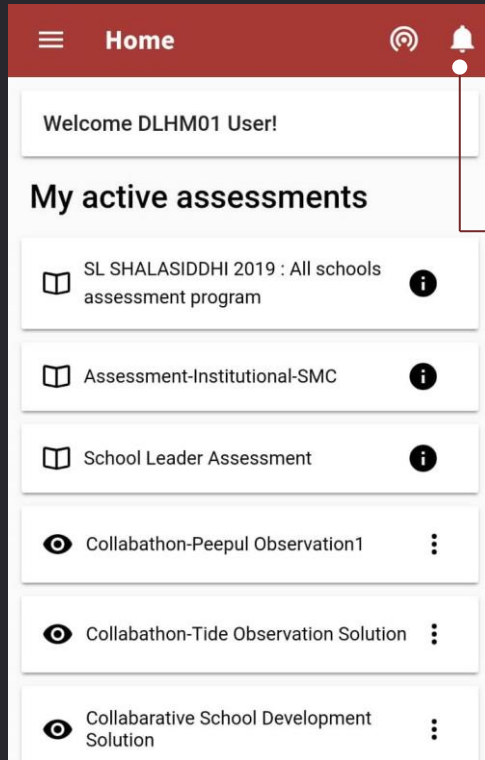 Home
Welcome DLHM01 User!
My active assessments
SL SHALASIDDHI 2019 : All schools
assessment program
Assessment-Institutional-SMC
School Leader Assessment
Collabathon-Peepul Observation1
Collabathon-Tide Observation Solution
Collabarative School Development
Solution